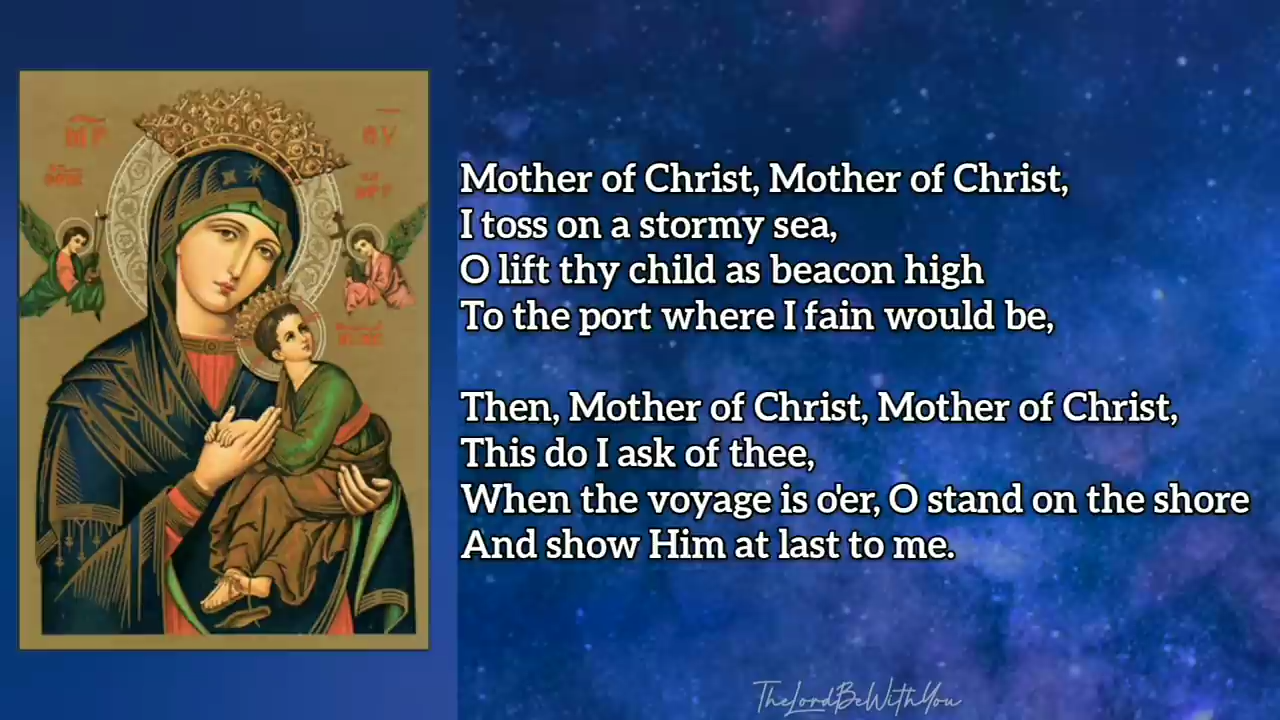 ΜΡ
ΘΥ
Mother of Christ, Mother of Christ,
I toss on a stormy sea,
O lift thy child as beacon high
To the port where I fain would be,
Then, Mother of Christ, Mother of Christ,
This do I ask of thee,
When the voyage is o'er, O stand on the shore
And show Him at last to me.
TheLordBeWithYou